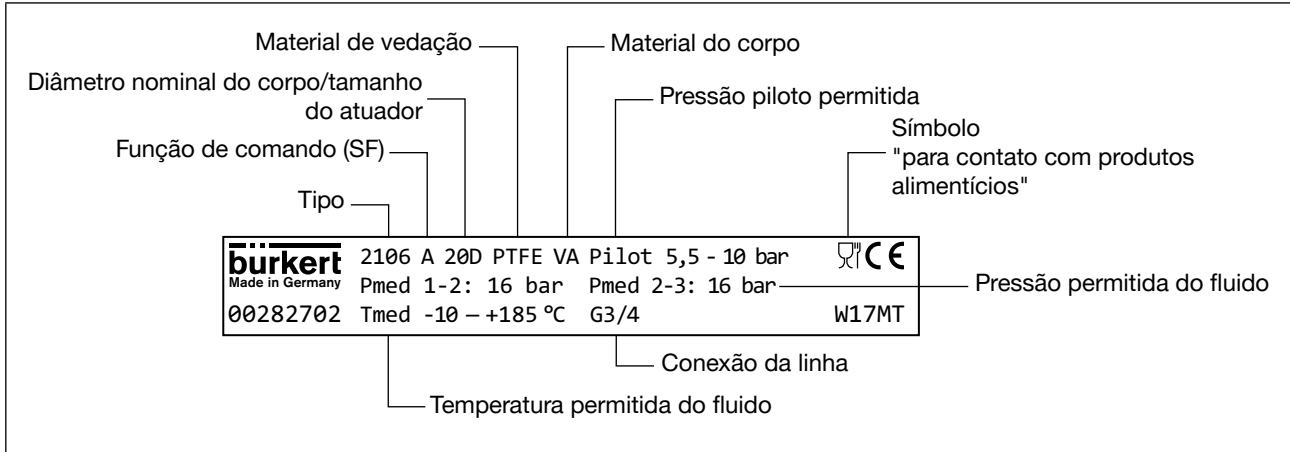 Material de vedação
Material do corpo
Diâmetro nominal do corpo/tamanho
do atuador
Pressão piloto permitida
Função de comando (SF)
Símbolo
"para contato com produtos
alimentícios"
Tipo
burkert
Made in Germany
2106 A 20D PTFE VA Pilot 5,5 - 10 bar CE
Pmed 1-2: 16 bar Pmed 2-3: 16 bar
Pressão permitida do fluido
00282702 Tmed -10 – +185 °C G3/4 W17MT
Conexão da linha
Temperatura permitida do fluido